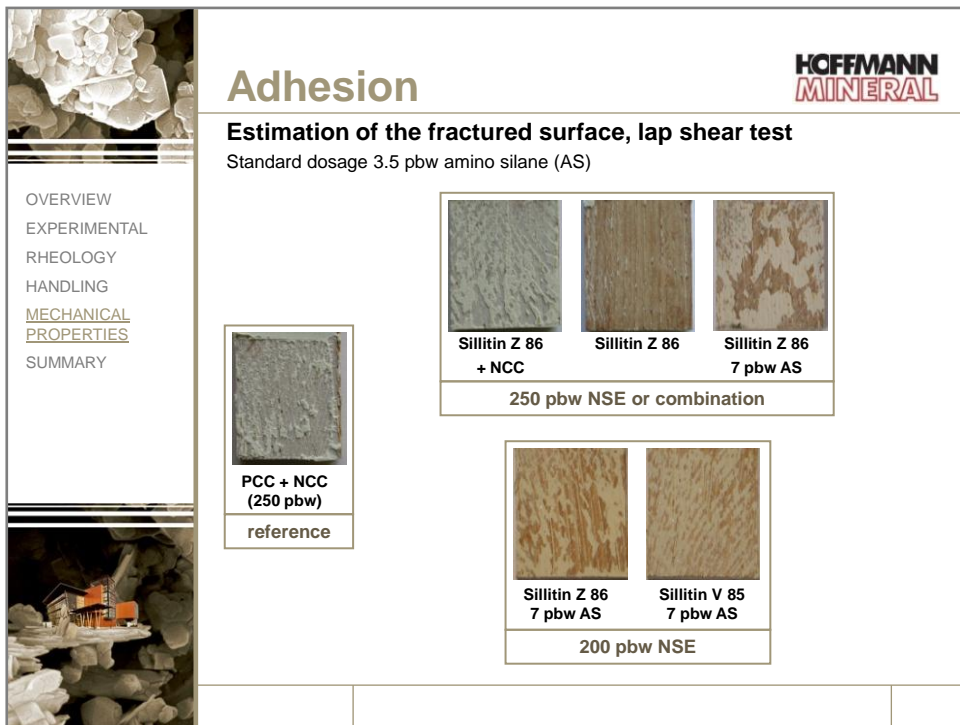 Adhesion
HOFFMANN
MINERAL
Estimation of the fractured surface, lap shear test
Standard dosage 3.5 pbw amino silane (AS)
OVERVIEW
EXPERIMENTAL
RHEOLOGY
HANDLING
MECHANICAL
PROPERTIES
SUMMARY
PCC + NCC
(250 pbw)
reference
Sillitin Z 86
+ NCC
Sillitin Z 86
Sillitin Z 86
7 pbw AS
250 pbw NSE or combination
Sillitin Z 86
7 pbw AS
Sillitin V 85
7 pbw AS
200 pbw NSE